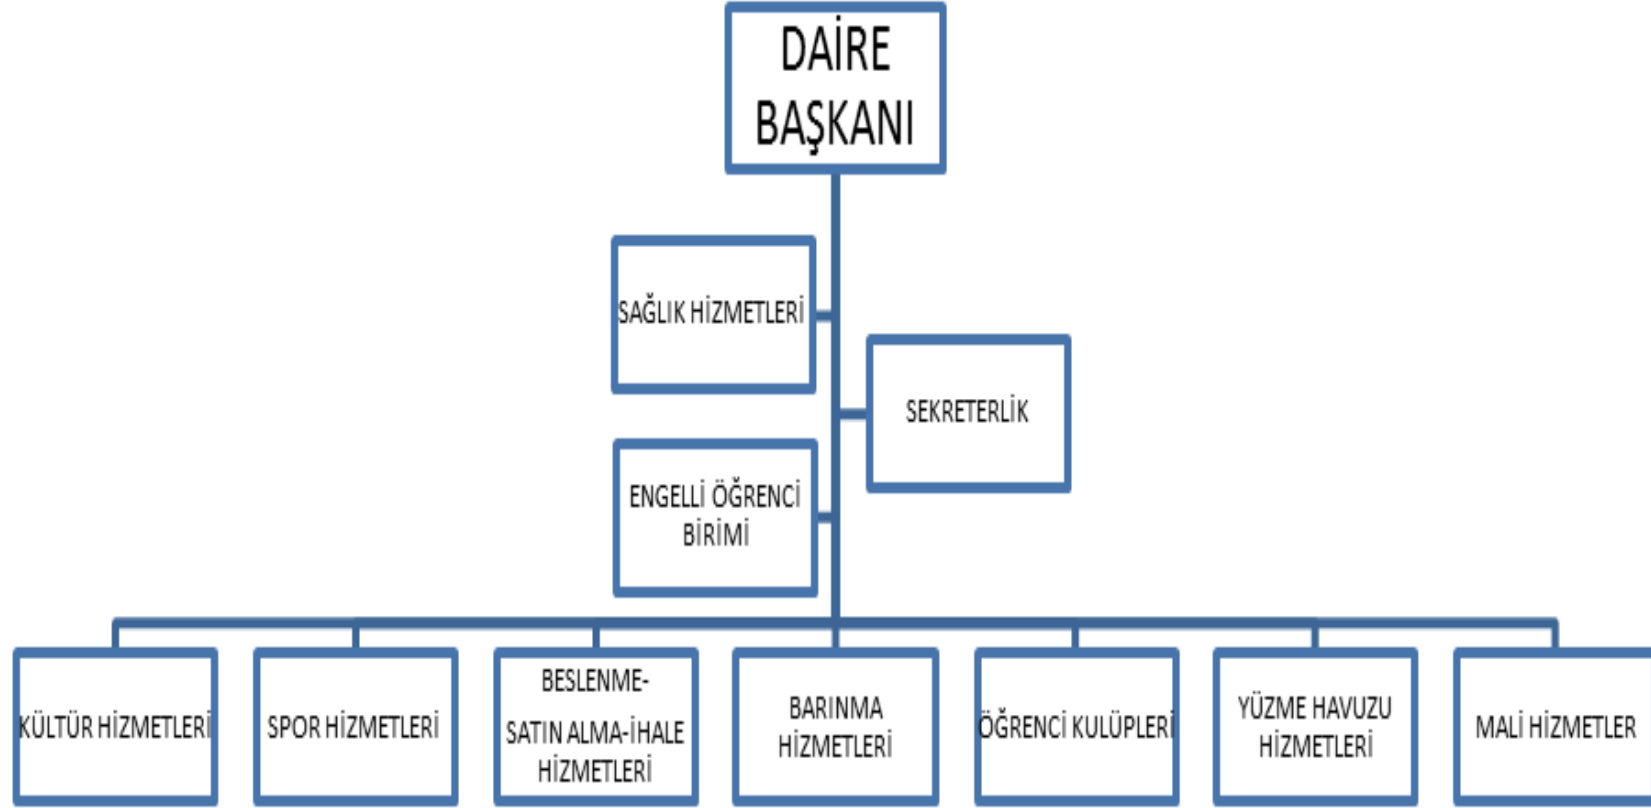 DAİRE
BAŞKANI
SAĞLIK HİZMETLERİ
SEKRETERLİK
ENGELLİ ÖĞRENCİ
BİRİMİ
KÜLTÜR HİZMETLERİ
SPOR HİZMETLERİ
BESLENME-
SATIN ALMA-İHALE
HİZMETLERİ
BARINMA
HİZMETLERİ
ÖĞRENCİ KULÜPLERİ
YÜZME HAVUZU
HİZMETLERİ
MALİ HİZMETLER